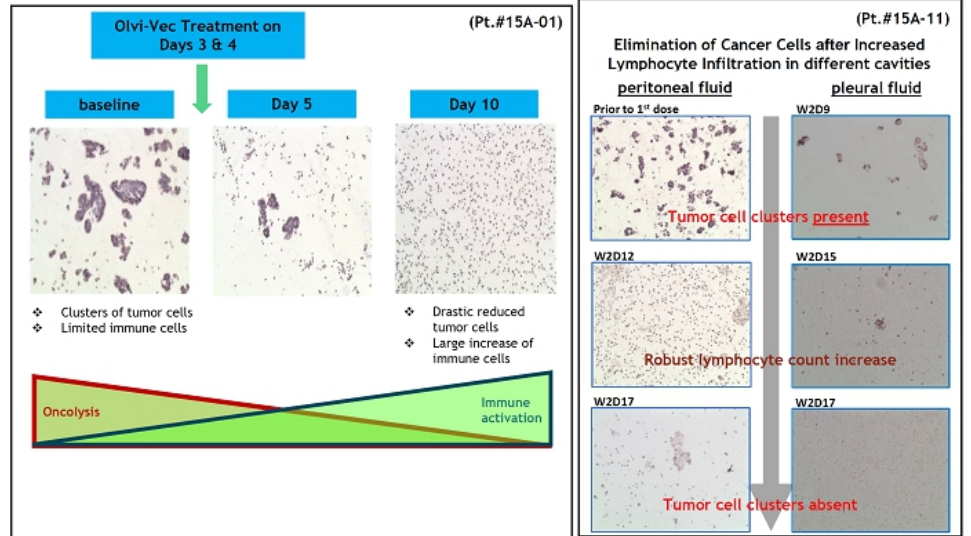 (Pt.#15A-01)
Olvi-Vec Treatment on
Days 3 & 4
baseline
Day 5
Day 10
❖ Clusters of tumor cells
❖ Limited immune cells
❖ Drastic reduced
tumor cells
❖ Large increase of
immune cells
Oncolysis
Immune
activation
(Pt.#15A-11)
Elimination of Cancer Cells after Increased
Lymphocyte Infiltration in different cavities
peritoneal fluid
pleural fluid
Prior to 1st dose
W2D9
Tumor cell clusters present
W2D12
W2D15
Robust lymphocyte count increase
W2D17
W2D17
Tumor cell clusters absent